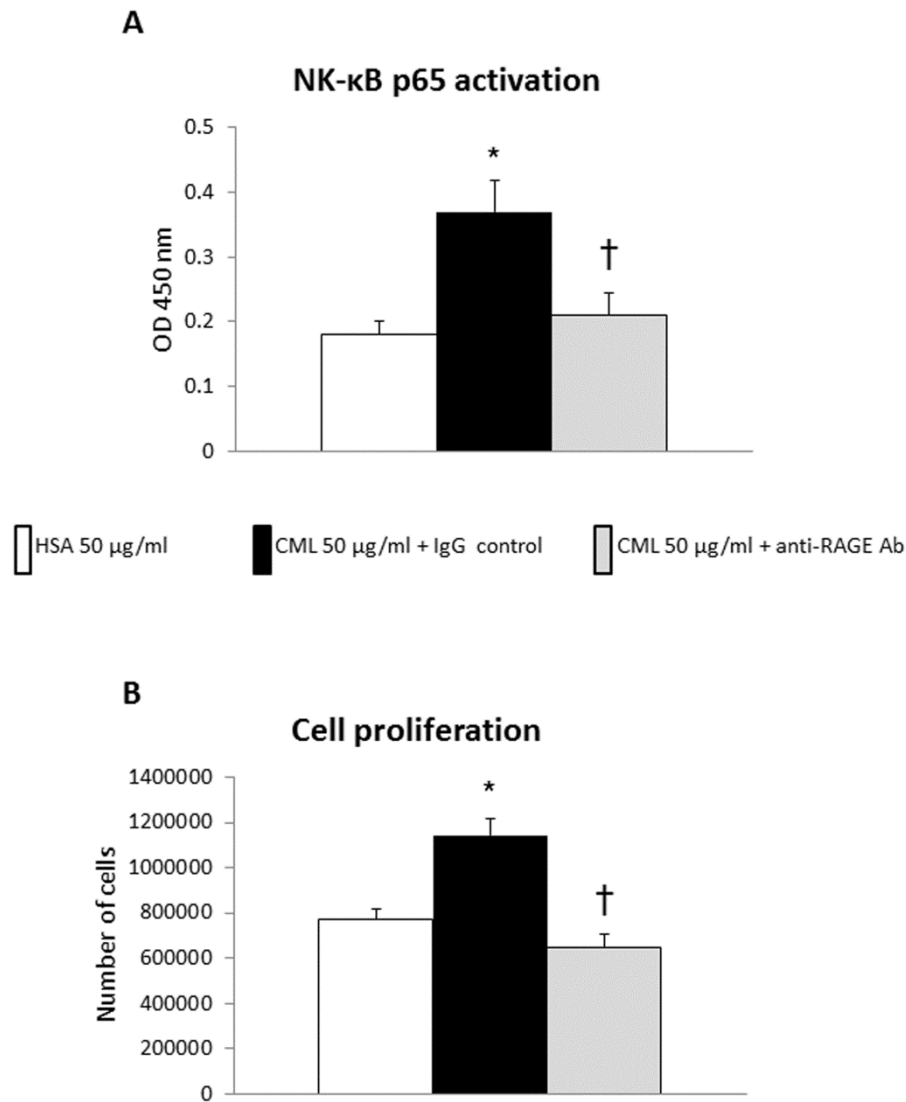 A
NK-κB p65 activation
0.5
0.4
0.3
0.2
0.1
0
OD 450 nm
*
†
HSA 50 μg/ml
CML 50 μg/ml + IgG control
CML 50 μg/ml + anti-RAGE Ab
B
Cell proliferation
1400000
1200000
1000000
800000
600000
400000
200000
0
Number of cells
*
†